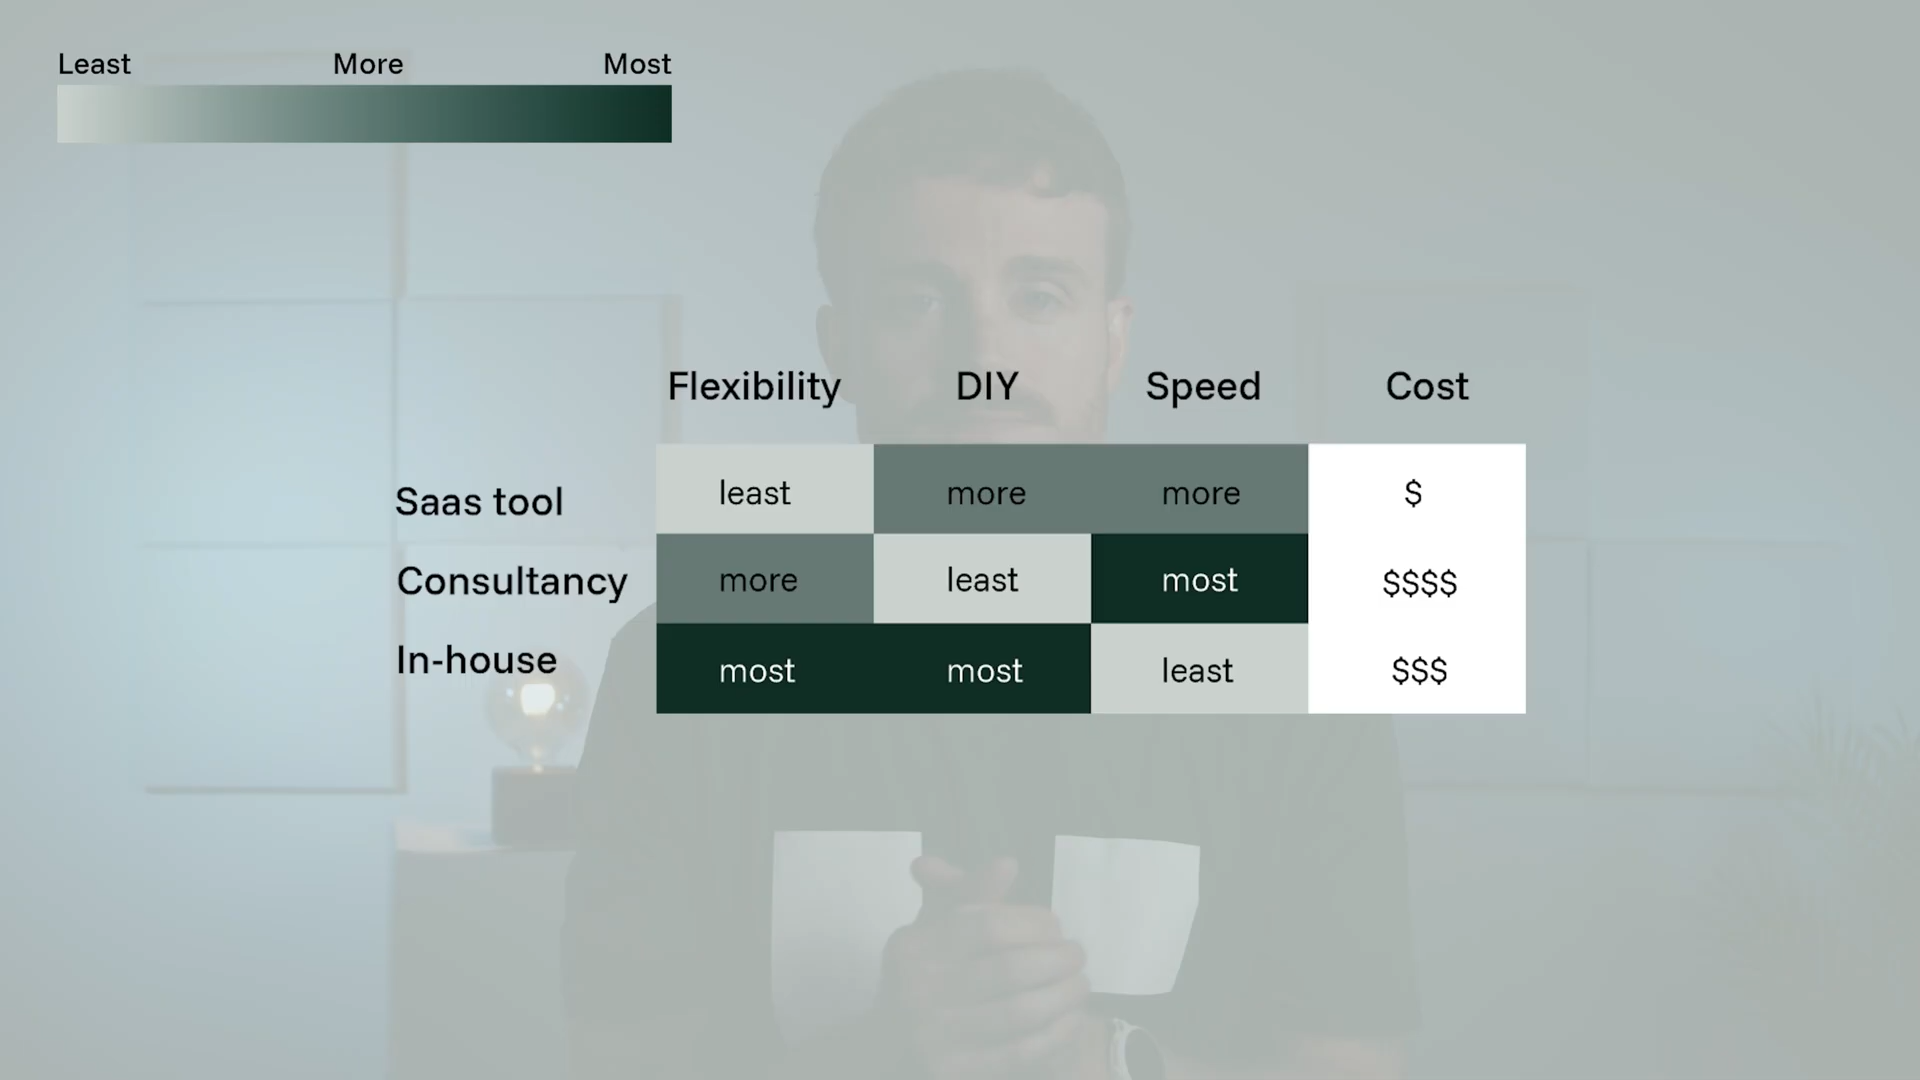 Least More Most
Flexibility DIY Speed Cost
Saas tool least more more $
Consultancy more least most $$$$
In-house most most least $$$